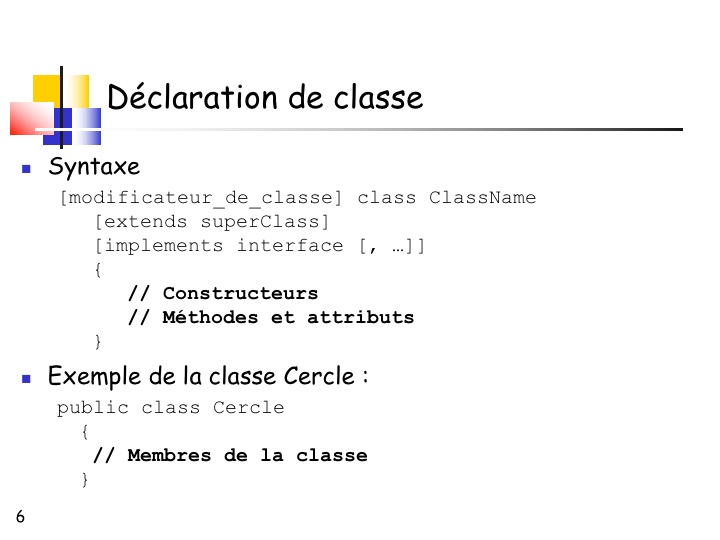 Déclaration de classe
Syntaxe
[modificateur_de_classe] class ClassName
[extends superClass]
[implements interface [, …]]
{
// Constructeurs
// Méthodes et attributs
}
Exemple de la classe Cercle :
public class Cercle
{
// Membres de la classe
}
6